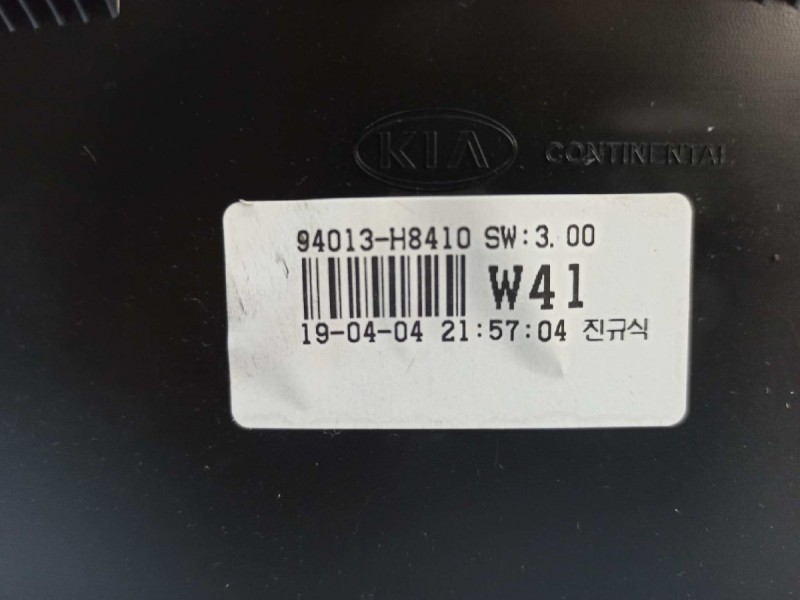 KIA CONTINENTAL
94013-H8410 SW:3.00
W41
19-04-04 21:57:04 진규식